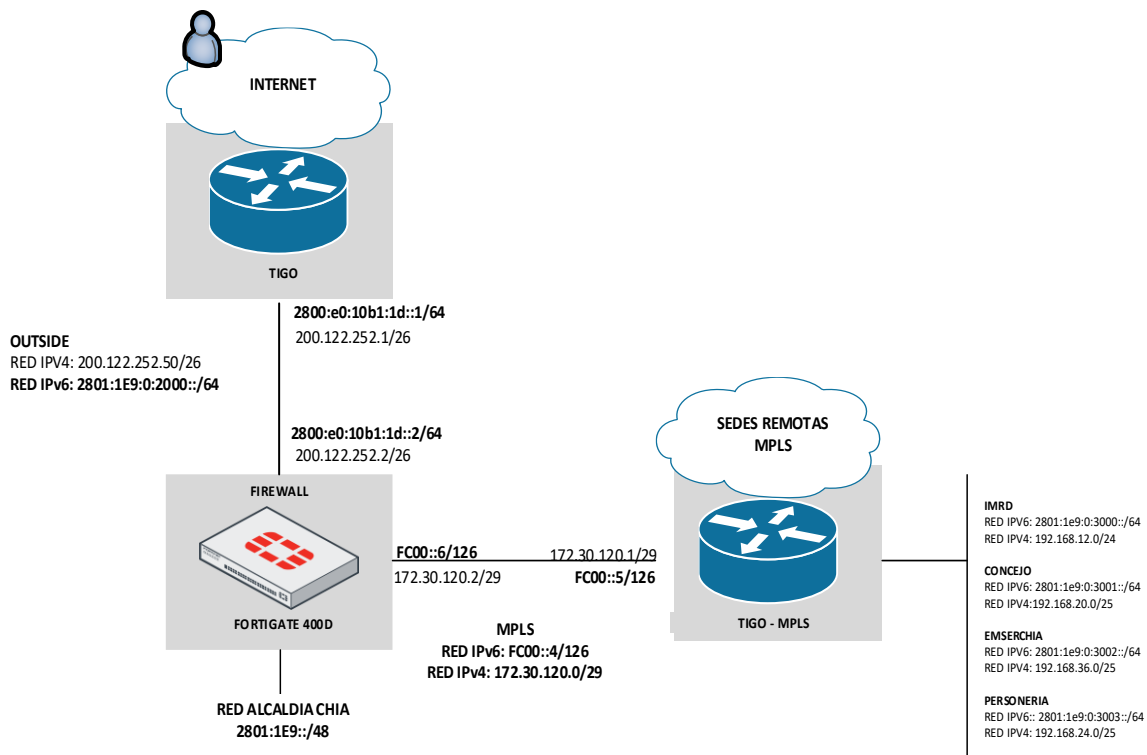 INTERNET
TIGO
2800:e0:10b1:1d::1/64
200.122.252.1/26
OUTSIDE
RED IPV4: 200.122.252.50/26
RED IPv6: 2801:1E9:0:2000::/64
2800:e0:10b1:1d::2/64
200.122.252.2/26
FIREWALL
FORTIGATE 400D
FC00::6/126
172.30.120.2/29
172.30.120.1/29
FC00::5/126
MPLS
RED IPv6: FC00::4/126
RED IPv4: 172.30.120.0/29
RED ALCALDIA CHIA
2801:1E9::/48
SEDES REMOTAS
MPLS
TIGO - MPLS
IMRD
RED IPV6: 2801:1e9:0:3000::/64
RED IPV4: 192.168.12.0/24
CONCEJO
RED IPV6: 2801:1e9:0:3001::/64
RED IPV4:192.168.20.0/25
EMSERCHIA
RED IPV6: 2801:1e9:0:3002::/64
RED IPV4: 192.168.36.0/25
PERSONERIA
RED IPV6:: 2801:1e9:0:3003::/64
RED IPV4: 192.168.24.0/25